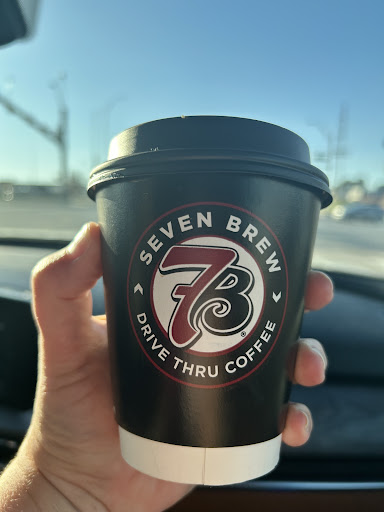 SEVEN BREW
7B
®
DRIVE THRU COFFEE